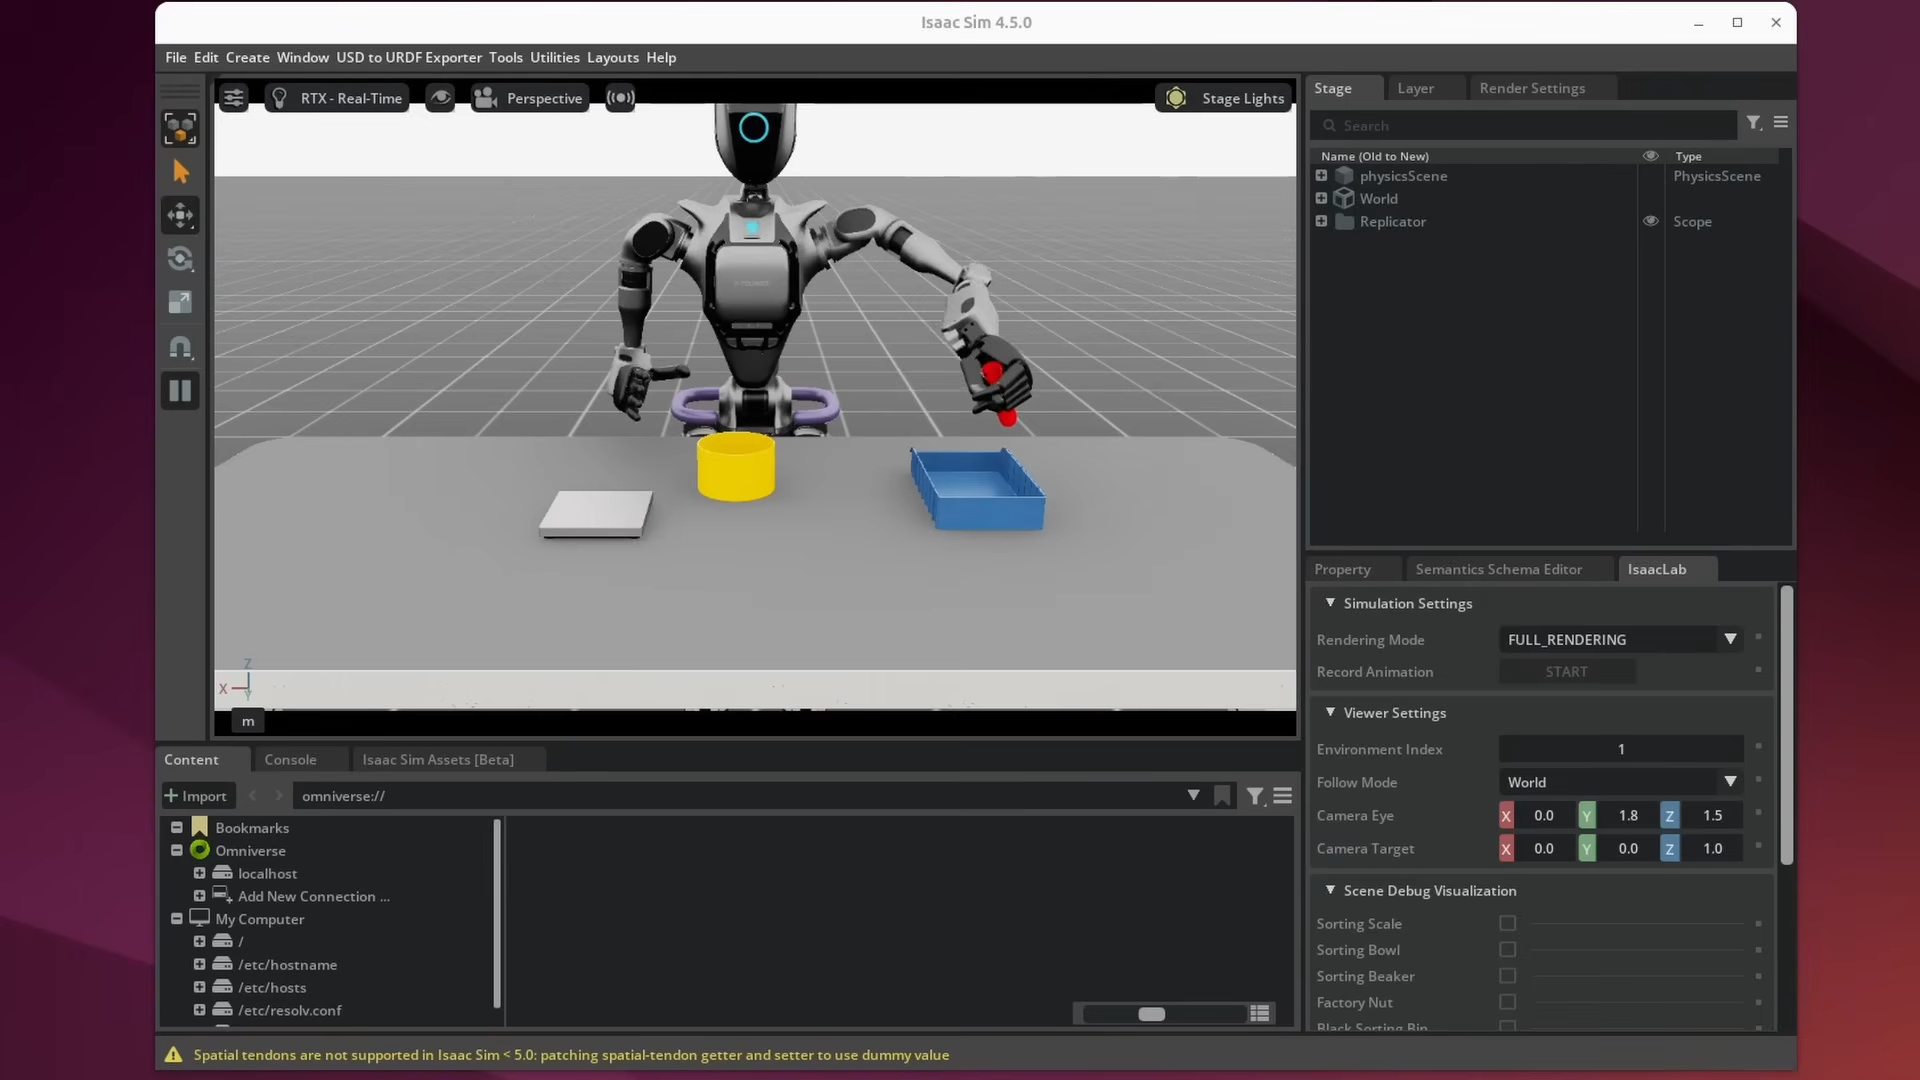 Isaac Sim 4.5.0
File Edit Create Window USD to URDF Exporter Tools Utilities Layouts Help
RTX - Real-Time
Perspective
Stage Lights
Stage Layer Render Settings
Search
Name (Old to New) Type
physicsScene PhysicsScene
World
Replicator Scope
Z
X
Y
m
Property Semantics Schema Editor IsaacLab
Simulation Settings
Rendering Mode FULL_RENDERING
Record Animation START
Viewer Settings
Environment Index 1
Follow Mode World
Camera Eye X 0.0 Y 1.8 Z 1.5
Camera Target X 0.0 Y 0.0 Z 1.0
Scene Debug Visualization
Sorting Scale
Sorting Bowl
Sorting Beaker
Factory Nut
Black Sorting Bin
Content Console Isaac Sim Assets [Beta]
Import omniverse://
Bookmarks
Omniverse
localhost
Add New Connection ...
My Computer
/
/etc/hostname
/etc/hosts
/etc/resolv.conf
Spatial tendons are not supported in Isaac Sim < 5.0: patching spatial-tendon getter and setter to use dummy value